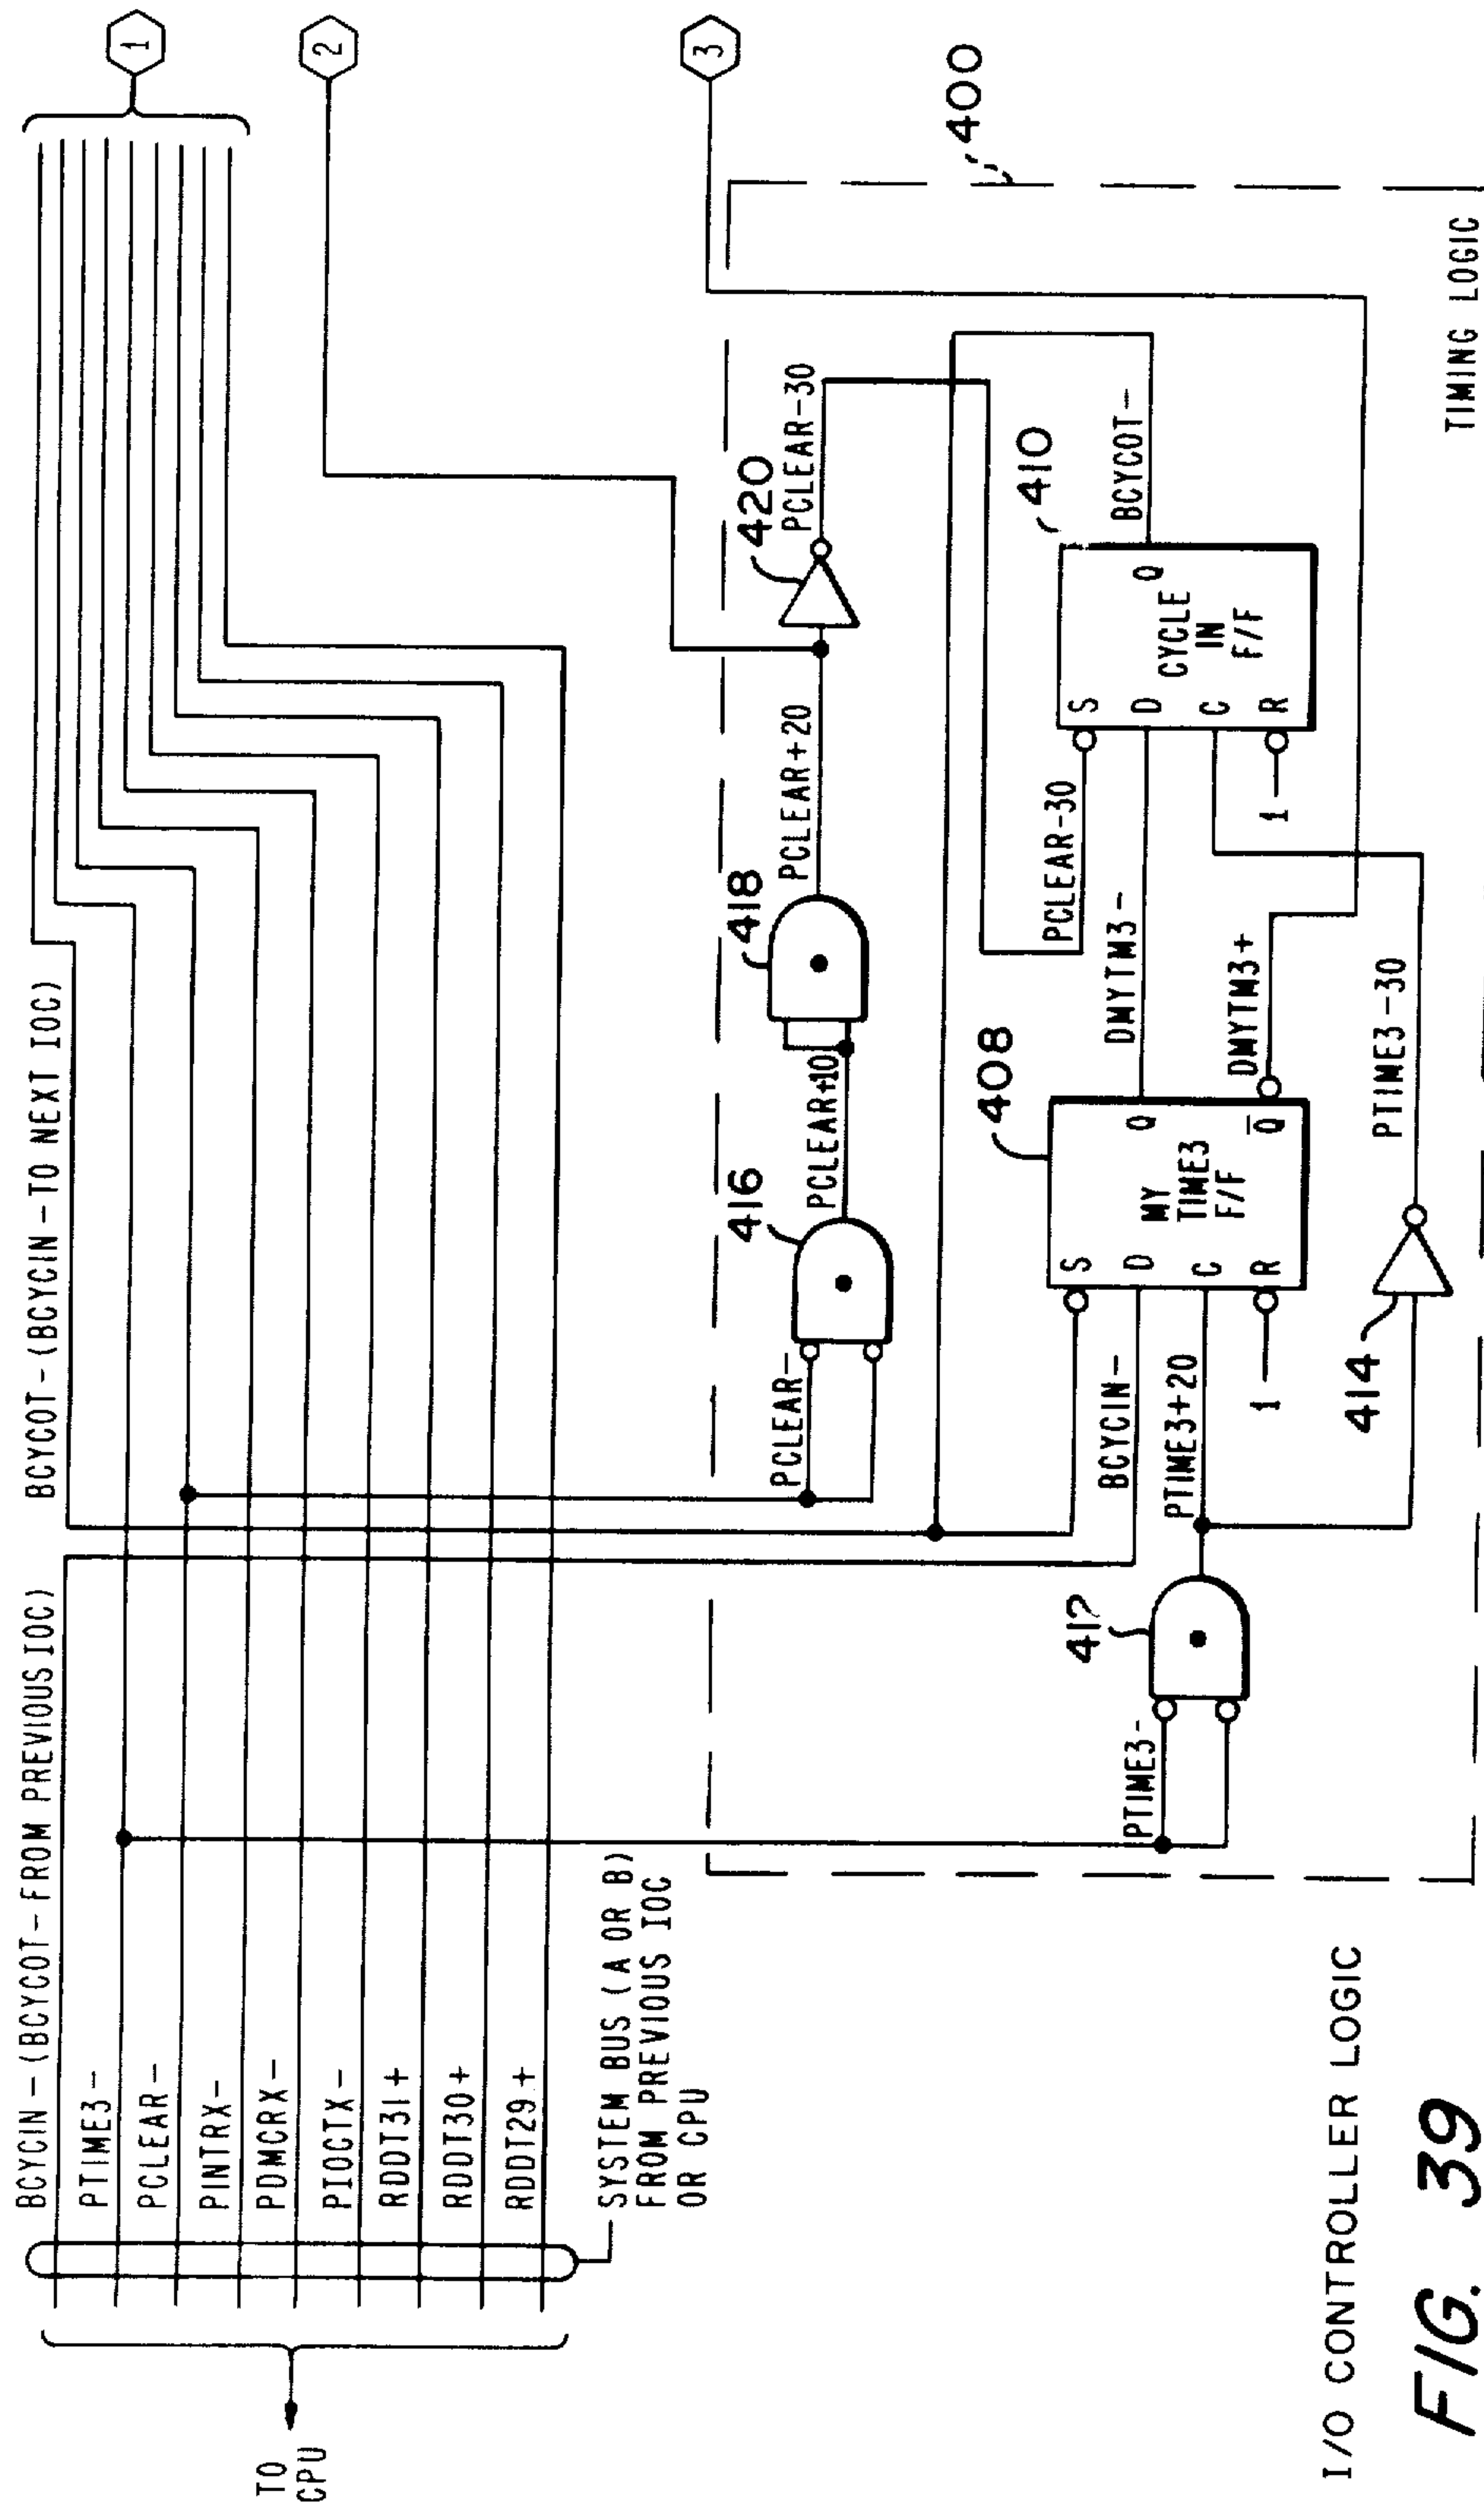 BCYCIN-(BCYCOT-FROM PREVIOUS IOC)
BCYCOT-(BCYCIN-TO NEXT IOC)
PTIME3-
PCLEAR-
PINTRX-
PDMCRX-
PIOCTX-
RDDT31+
RDDT30+
RDDT29+
TO
CPU
SYSTEM BUS (A OR B)
FROM PREVIOUS IOC
OR CPU
1
2
3
400
416
418
420
PCLEAR-
PCLEAR+10
PCLEAR+20
PCLEAR-30
408
410
PCLEAR-30
S
D
C
R
MY
TIME3
F/F
Q
Q̅
S
D
C
R
CYCLE
IN
F/F
Q
BCYCIN-
DMYTM3-
BCYCOT-
412
PTIME3-
PTIME3+20
DMYTM3+
1
1
414
PTIME3-30
TIMING LOGIC
I/O CONTROLLER LOGIC
FIG. 39